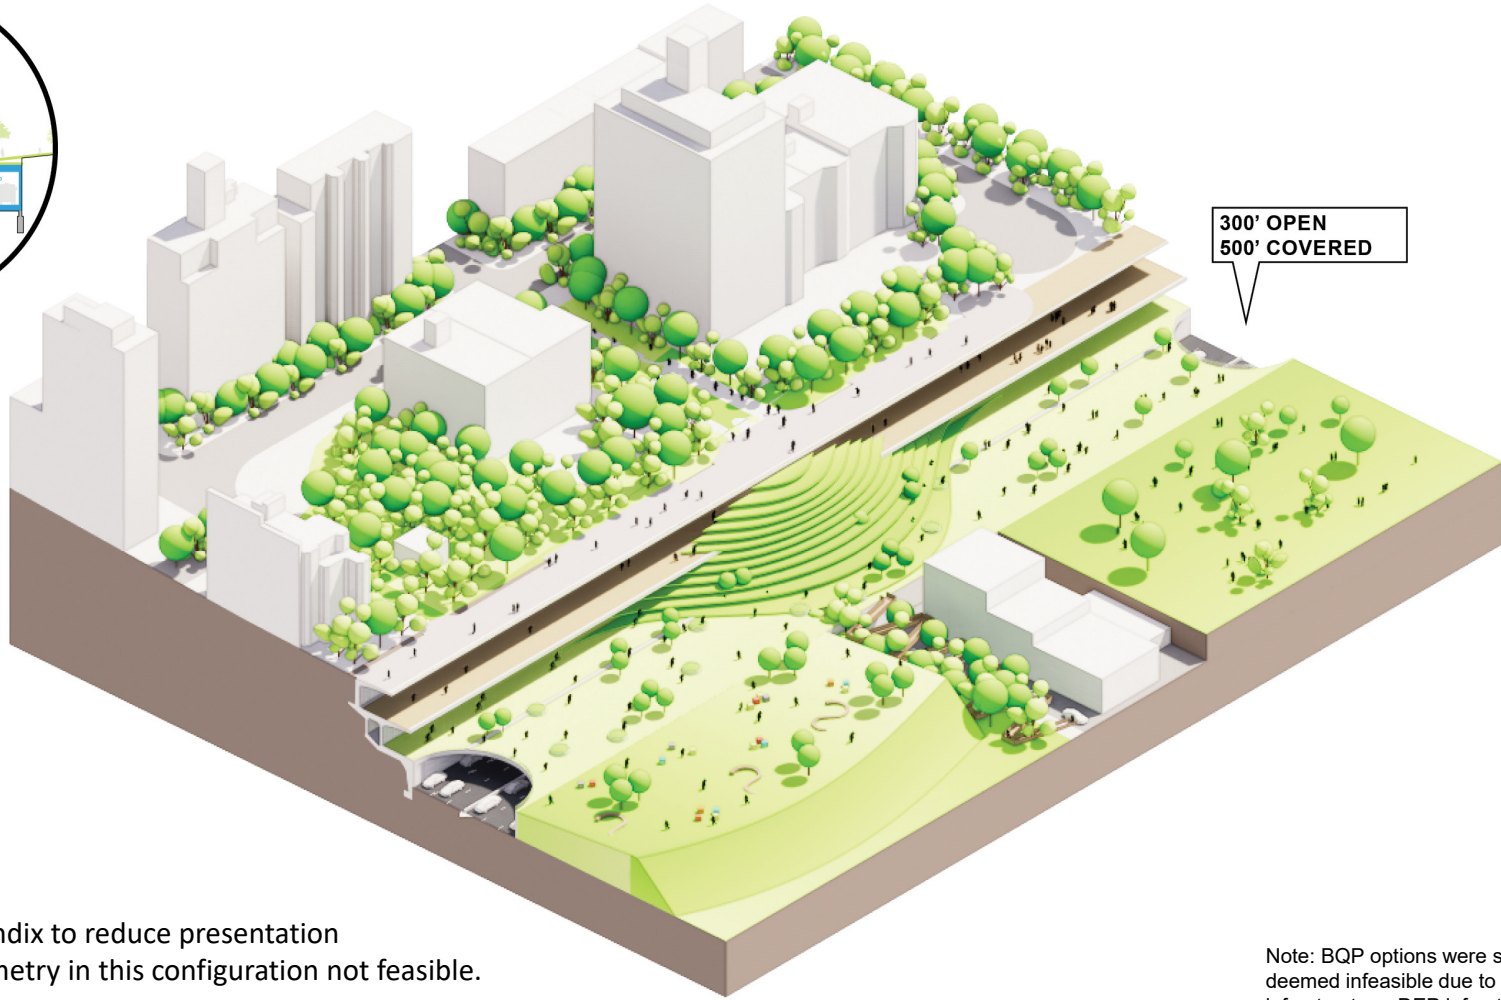 300’ OPEN
500’ COVERED
ndix to reduce presentation
netry in this configuration not feasible.
Note: BQP options were s
deemed infeasible due to